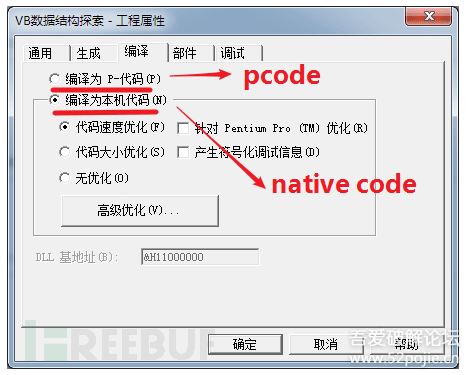 VB数据结构探索 - 工程属性
通用 生成 编译 部件 调试
编译为 P-代码(P)
pcode
编译为本机代码(N)
代码速度优化(F) 针对 Pentium Pro (TM) 优化(R)
代码大小优化(S) 产生符号化调试信息(D)
无优化(O)
native code
高级优化(V)...
DLL 基地址(B): &H11000000
确定 取消 帮助
REEBUF
吾爱破解论坛
www.52pojie.cn